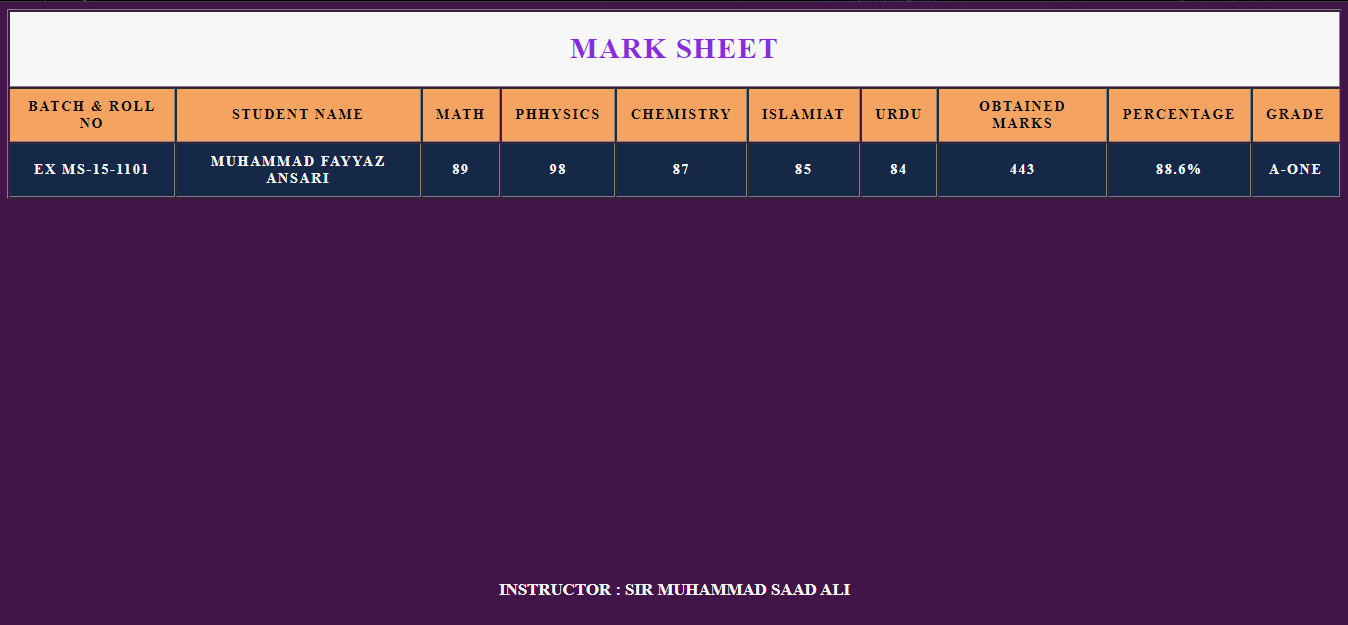 MARK SHEET
BATCH & ROLL
NO
STUDENT NAME
MATH
PHHYSICS
CHEMISTRY
ISLAMIAT
URDU
OBTAINED
MARKS
PERCENTAGE
GRADE
EX MS-15-1101
MUHAMMAD FAYYAZ
ANSARI
89
98
87
85
84
443
88.6%
A-ONE
INSTRUCTOR : SIR MUHAMMAD SAAD ALI